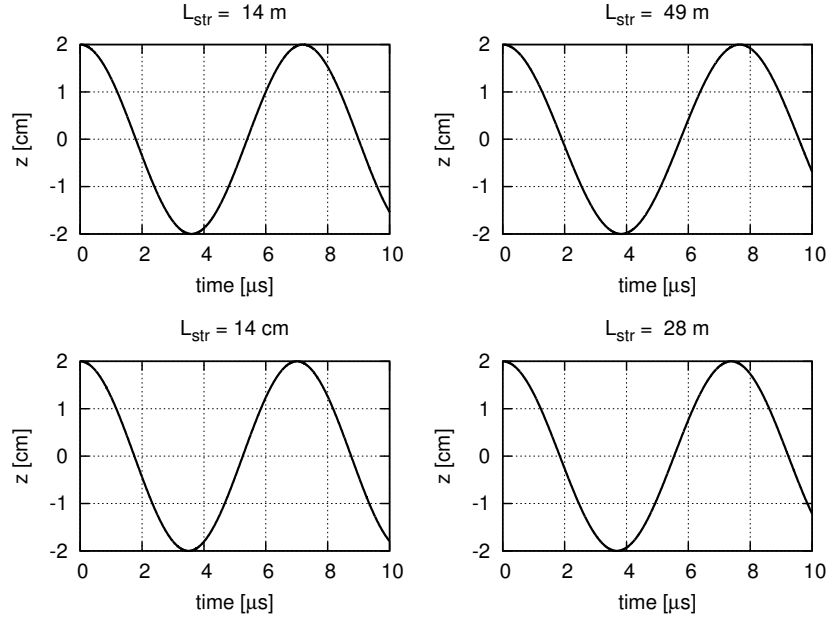 L_str = 14 m
2
1
0
-1
-2
z [cm]
0 2 4 6 8 10
time [μs]
L_str = 49 m
2
1
0
-1
-2
z [cm]
0 2 4 6 8 10
time [μs]
L_str = 14 cm
2
1
0
-1
-2
z [cm]
0 2 4 6 8 10
time [μs]
L_str = 28 m
2
1
0
-1
-2
z [cm]
0 2 4 6 8 10
time [μs]